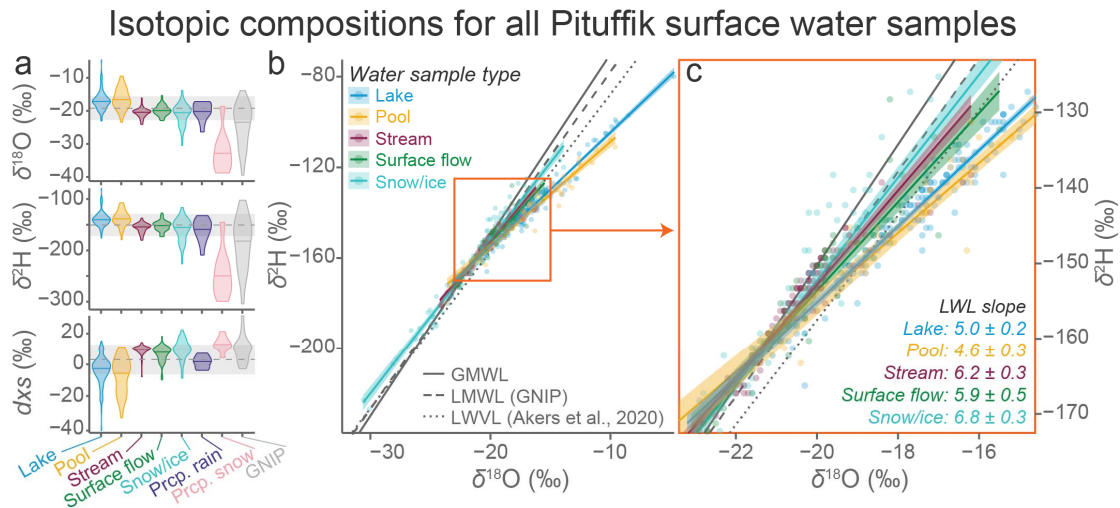 Isotopic compositions for all Pituffik surface water samples
a
δ¹⁸O (‰)
−10
−20
−30
−40
δ²H (‰)
−100
−200
−300
dxs (‰)
20
0
−20
−40
Lake
Pool
Stream
Surface flow
Snow/ice
Prcp. rain
Prcp. snow
GNIP
b
Water sample type
Lake
Pool
Stream
Surface flow
Snow/ice
δ²H (‰)
−80
−120
−160
−200
GMWL
LMWL (GNIP)
LWVL (Akers et al., 2020)
−30
−20
−10
δ¹⁸O (‰)
c
LWL slope
Lake: 5.0 ± 0.2
Pool: 4.6 ± 0.3
Stream: 6.2 ± 0.3
Surface flow: 5.9 ± 0.5
Snow/ice: 6.8 ± 0.3
−130
−140
−150
−160
−170
δ²H (‰)
−22
−20
−18
−16
δ¹⁸O (‰)